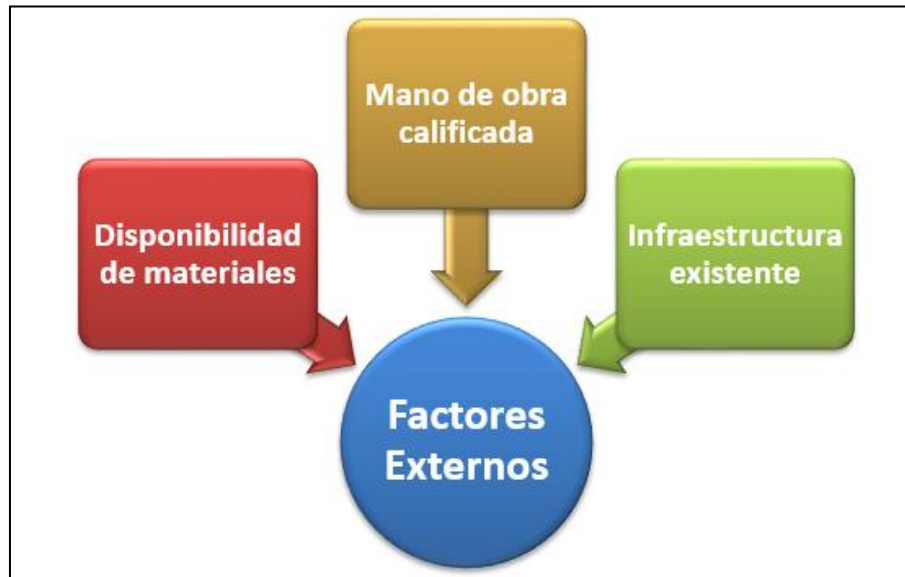 Mano de obra
calificada
Disponibilidad
de materiales
Infraestructura
existente
Factores
Externos